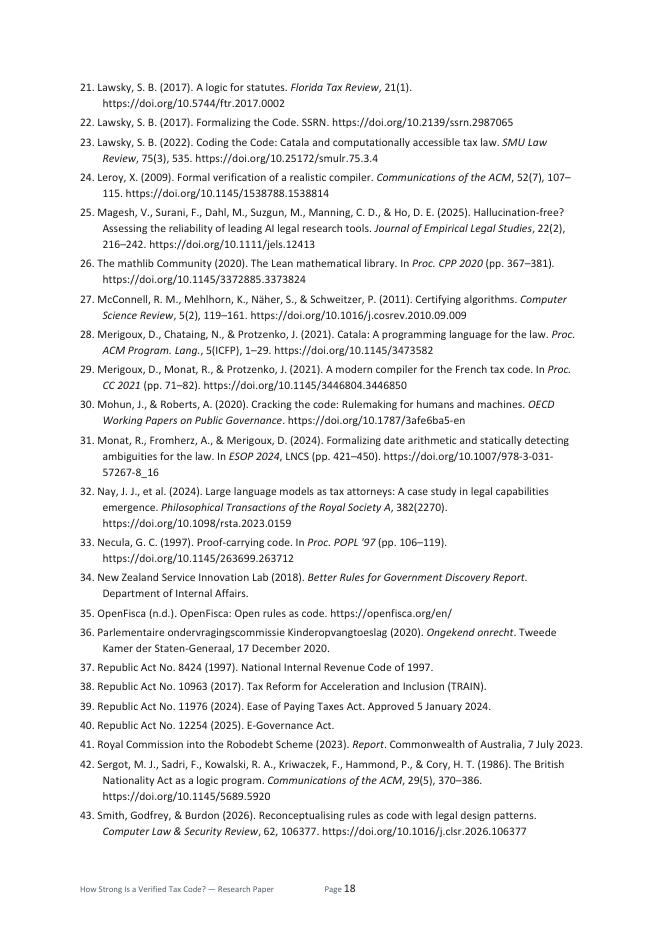 21. Lawsky, S. B. (2017). A logic for statutes. Florida Tax Review, 21(1).
https://doi.org/10.5744/ftr.2017.0002
22. Lawsky, S. B. (2017). Formalizing the Code. SSRN. https://doi.org/10.2139/ssrn.2987065
23. Lawsky, S. B. (2022). Coding the Code: Catala and computationally accessible tax law. SMU Law
Review, 75(3), 535. https://doi.org/10.25172/smulr.75.3.4
24. Leroy, X. (2009). Formal verification of a realistic compiler. Communications of the ACM, 52(7), 107–
115. https://doi.org/10.1145/1538788.1538814
25. Magesh, V., Surani, F., Dahl, M., Suzgun, M., Manning, C. D., & Ho, D. E. (2025). Hallucination-free?
Assessing the reliability of leading AI legal research tools. Journal of Empirical Legal Studies, 22(2),
216–242. https://doi.org/10.1111/jels.12413
26. The mathlib Community (2020). The Lean mathematical library. In Proc. CPP 2020 (pp. 367–381).
https://doi.org/10.1145/3372885.3373824
27. McConnell, R. M., Mehlhorn, K., Näher, S., & Schweitzer, P. (2011). Certifying algorithms. Computer
Science Review, 5(2), 119–161. https://doi.org/10.1016/j.cosrev.2010.09.009
28. Merigoux, D., Chataing, N., & Protzenko, J. (2021). Catala: A programming language for the law. Proc.
ACM Program. Lang., 5(ICFP), 1–29. https://doi.org/10.1145/3473582
29. Merigoux, D., Monat, R., & Protzenko, J. (2021). A modern compiler for the French tax code. In Proc.
CC 2021 (pp. 71–82). https://doi.org/10.1145/3446804.3446850
30. Mohun, J., & Roberts, A. (2020). Cracking the code: Rulemaking for humans and machines. OECD
Working Papers on Public Governance. https://doi.org/10.1787/3afe6ba5-en
31. Monat, R., Fromherz, A., & Merigoux, D. (2024). Formalizing date arithmetic and statically detecting
ambiguities for the law. In ESOP 2024, LNCS (pp. 421–450). https://doi.org/10.1007/978-3-031-
57267-8_16
32. Nay, J. J., et al. (2024). Large language models as tax attorneys: A case study in legal capabilities
emergence. Philosophical Transactions of the Royal Society A, 382(2270).
https://doi.org/10.1098/rsta.2023.0159
33. Necula, G. C. (1997). Proof-carrying code. In Proc. POPL '97 (pp. 106–119).
https://doi.org/10.1145/263699.263712
34. New Zealand Service Innovation Lab (2018). Better Rules for Government Discovery Report.
Department of Internal Affairs.
35. OpenFisca (n.d.). OpenFisca: Open rules as code. https://openfisca.org/en/
36. Parlementaire ondervragingscommissie Kinderopvangtoeslag (2020). Ongekend onrecht. Tweede
Kamer der Staten-Generaal, 17 December 2020.
37. Republic Act No. 8424 (1997). National Internal Revenue Code of 1997.
38. Republic Act No. 10963 (2017). Tax Reform for Acceleration and Inclusion (TRAIN).
39. Republic Act No. 11976 (2024). Ease of Paying Taxes Act. Approved 5 January 2024.
40. Republic Act No. 12254 (2025). E-Governance Act.
41. Royal Commission into the Robodebt Scheme (2023). Report. Commonwealth of Australia, 7 July 2023.
42. Sergot, M. J., Sadri, F., Kowalski, R. A., Kriwaczek, F., Hammond, P., & Cory, H. T. (1986). The British
Nationality Act as a logic program. Communications of the ACM, 29(5), 370–386.
https://doi.org/10.1145/5689.5920
43. Smith, Godfrey, & Burdon (2026). Reconceptualising rules as code with legal design patterns.
Computer Law & Security Review, 62, 106377. https://doi.org/10.1016/j.clsr.2026.106377
How Strong Is a Verified Tax Code? — Research Paper Page 18